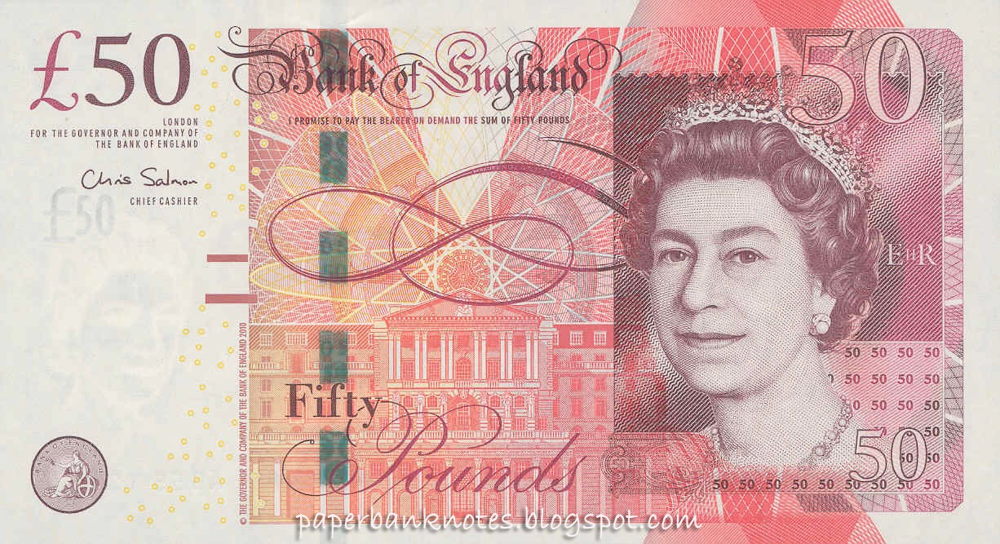 £50
Bank of England
50
LONDON
FOR THE GOVERNOR AND COMPANY OF
THE BANK OF ENGLAND
I PROMISE TO PAY THE BEARER ON DEMAND THE SUM OF FIFTY POUNDS
Chris Salmon
CHIEF CASHIER
£50
EIIR
50 50 50 50
50 50 50 50
50 50 50 50
50 50
50
50
50 50 50 50 50 50 50 50 50
Fifty
Pounds
© THE GOVERNOR AND COMPANY OF THE BANK OF ENGLAND 2010
BANK OF ENGLAND
paperbanknotes.blogspot.com